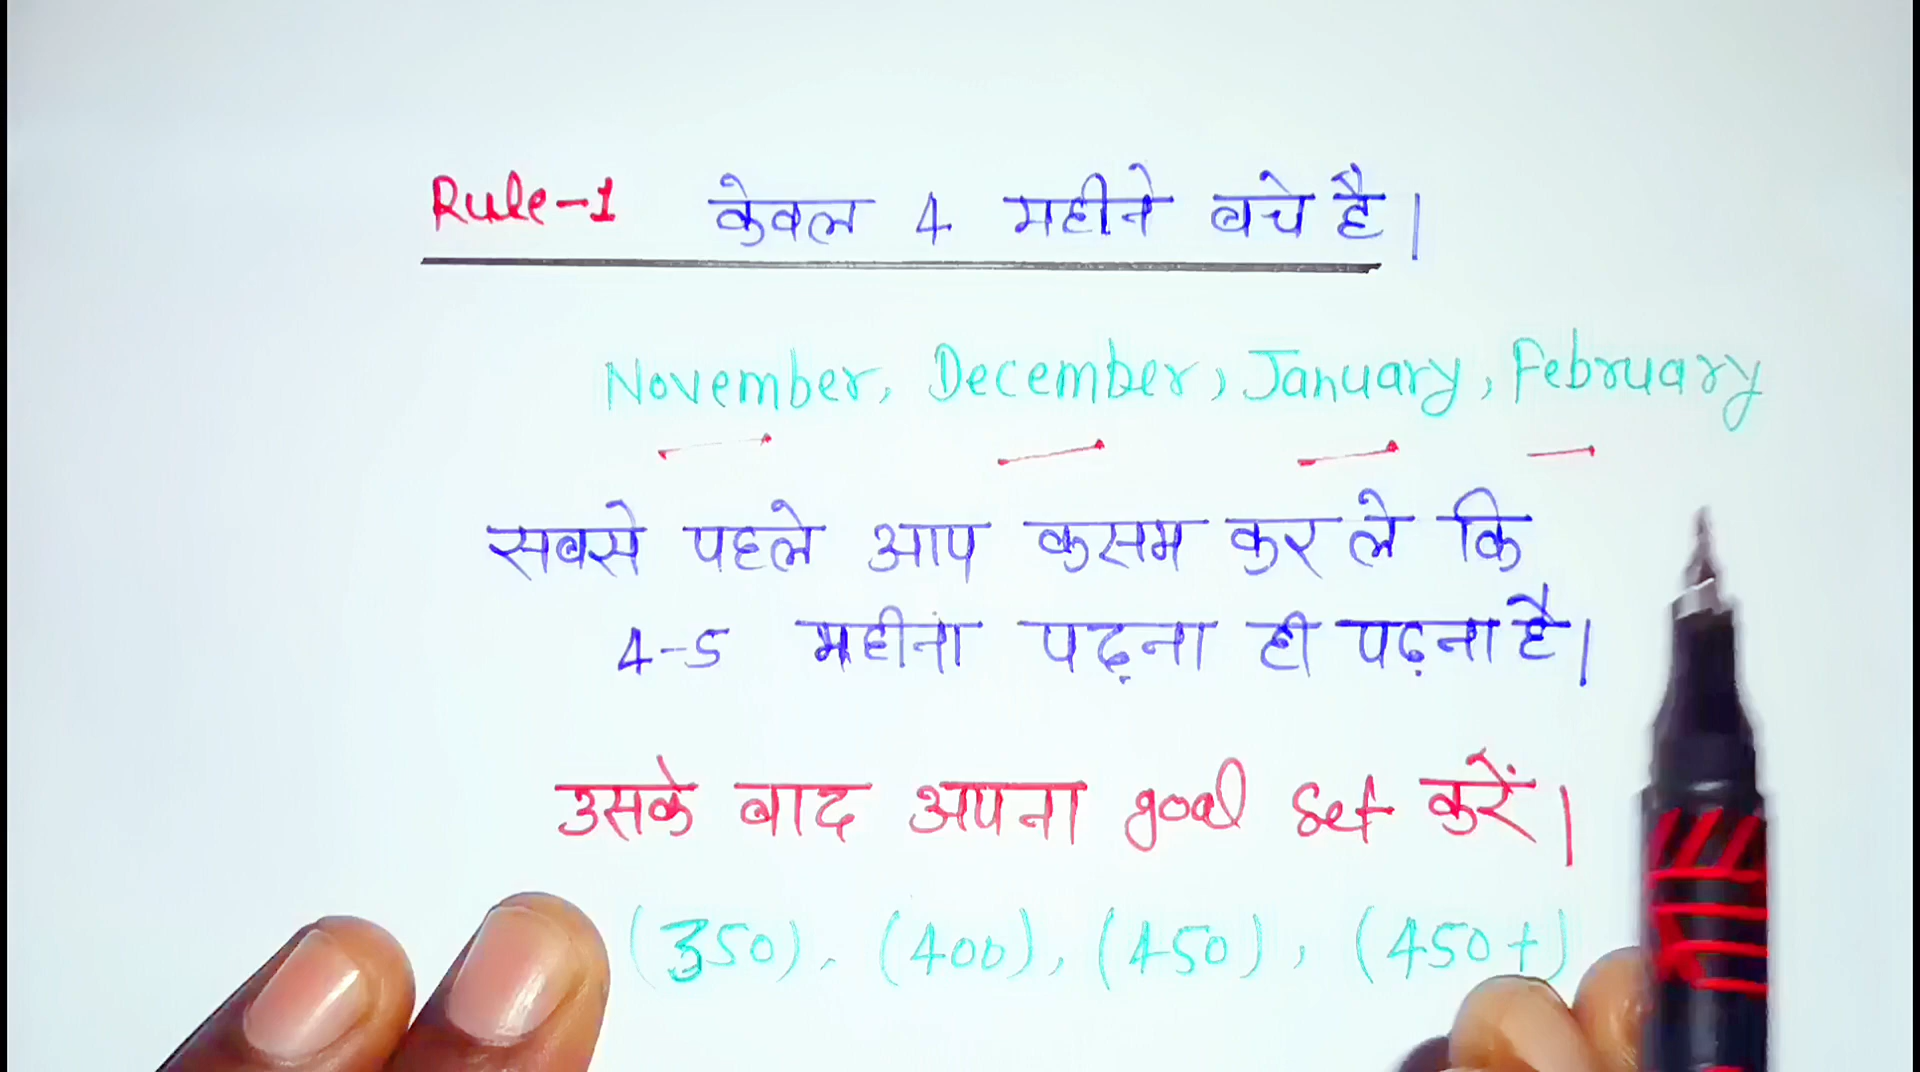 Rule-1 केवल 4 महीने बचे है।
November, December, January, February
सबसे पहले आप कसम कर ले कि
4-5 महीना पढ़ना ही पढ़ना है।
उसके बाद अपना goal set करें।
(350), (400), (450), (450+)